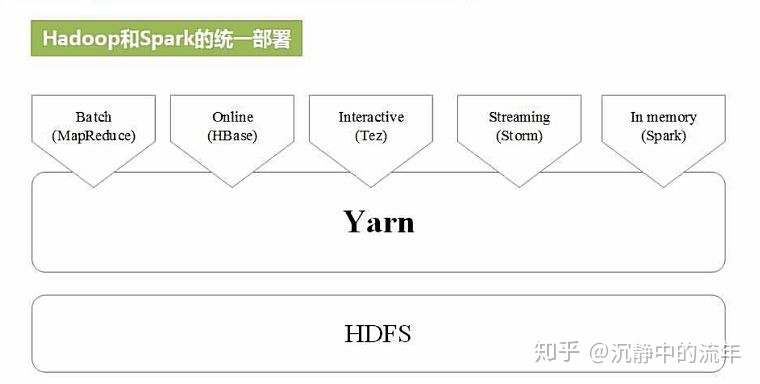 Hadoop和Spark的统一部署
Batch
(MapReduce)
Online
(HBase)
Interactive
(Tez)
Streaming
(Storm)
In memory
(Spark)
Yarn
HDFS
知乎 @沉静中的流年